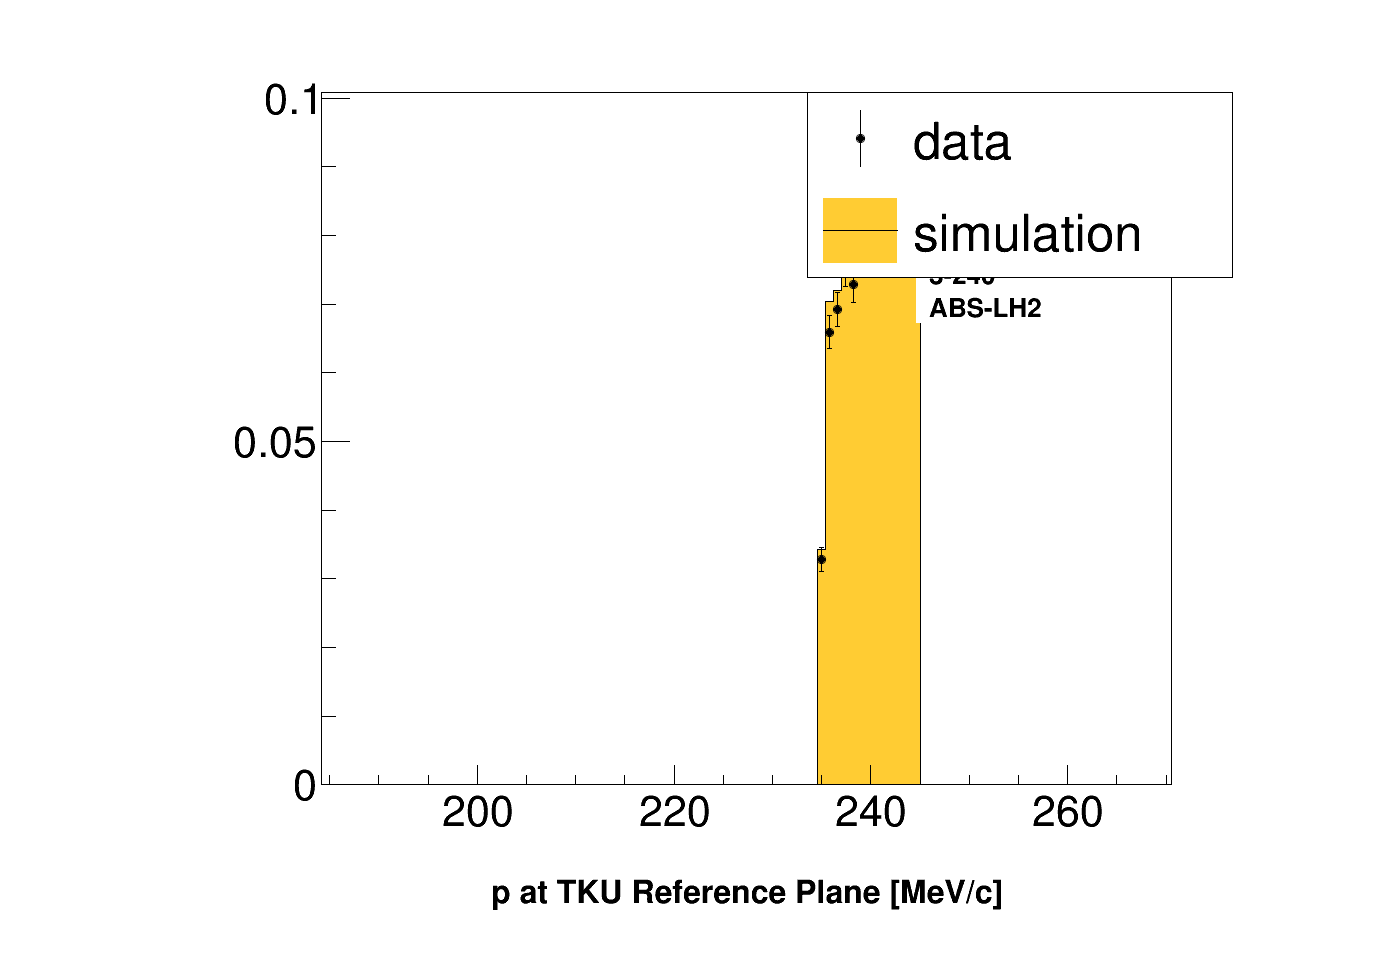 0.1
data
simulation
ABS-LH2
0.05
0
200 220 240 260
p at TKU Reference Plane [MeV/c]